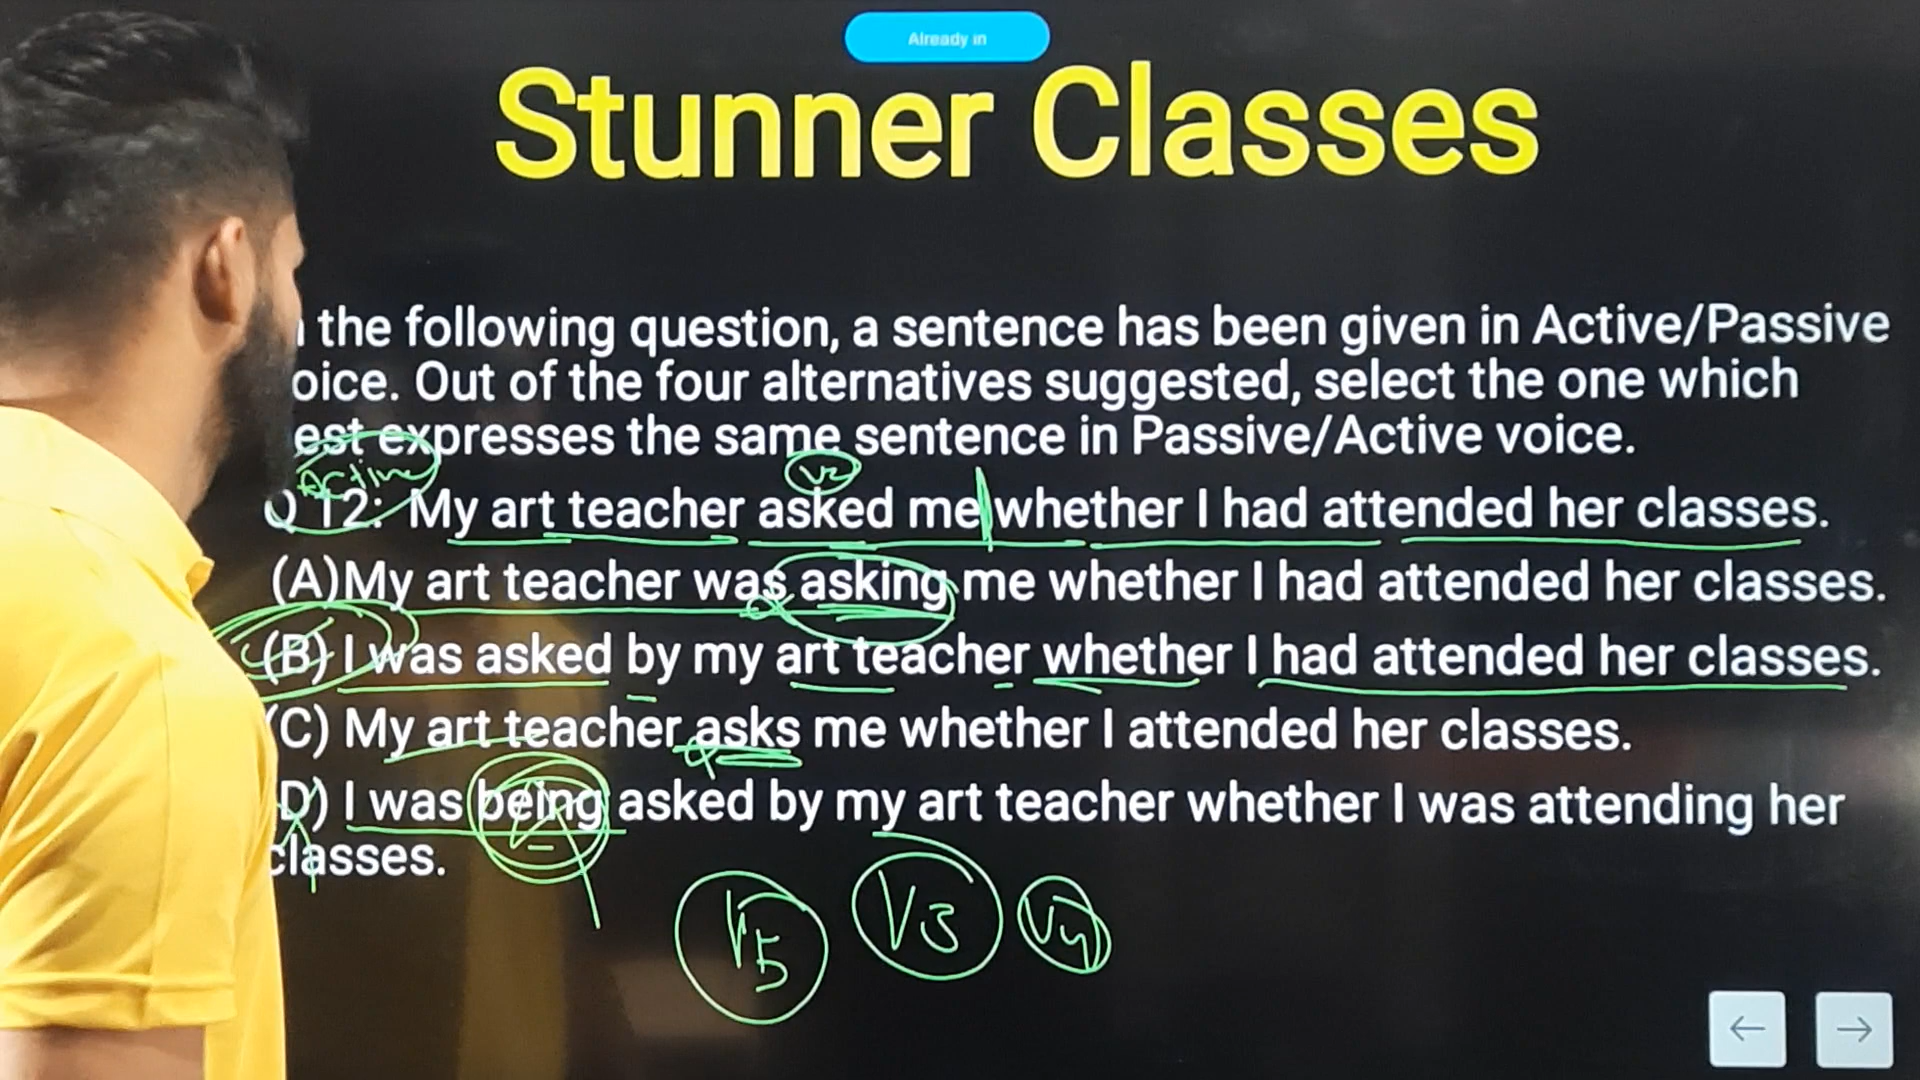 Already in
Stunner Classes
the following question, a sentence has been given in Active/Passive
oice. Out of the four alternatives suggested, select the one which
est expresses the same sentence in Passive/Active voice.
Active V2
Q 12: My art teacher asked me whether I had attended her classes.
(A)My art teacher was asking me whether I had attended her classes.
(B) I was asked by my art teacher whether I had attended her classes.
(C) My art teacher asks me whether I attended her classes.
D) I was being asked by my art teacher whether I was attending her
classes.
V5 V3 V4